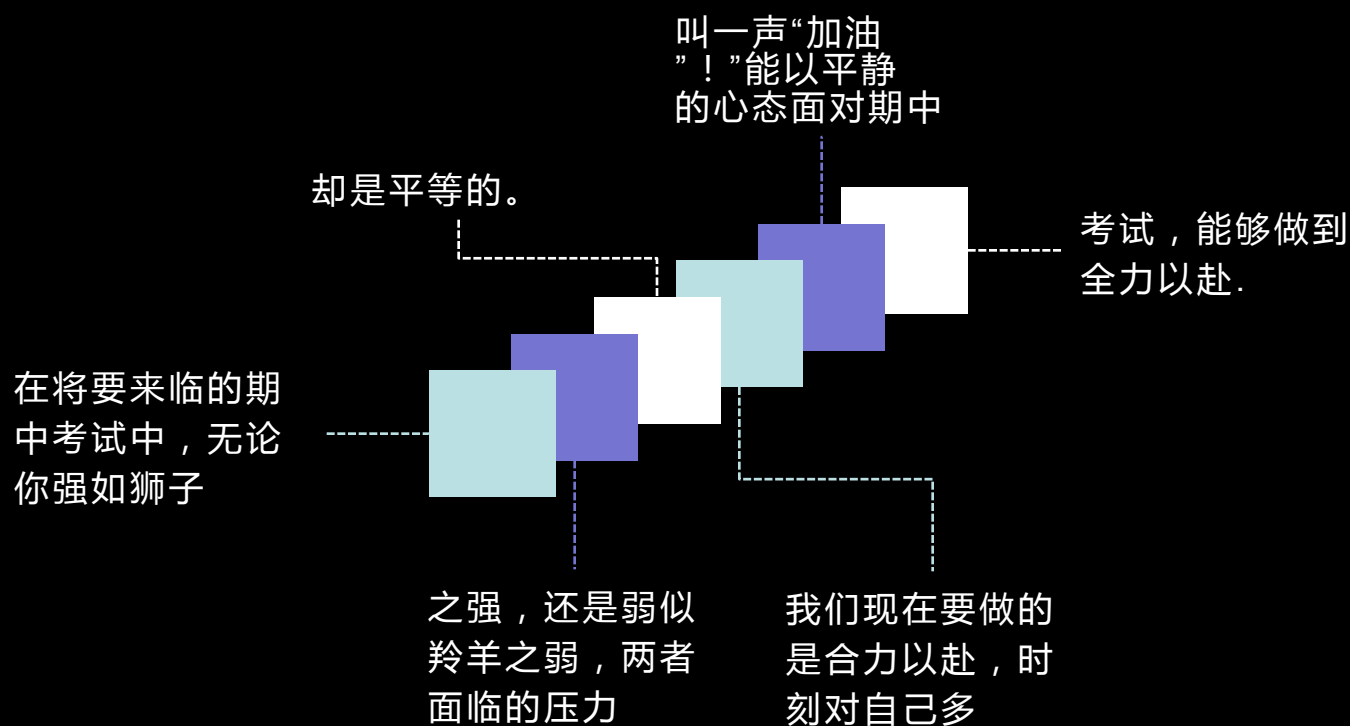 在将要来临的期
中考试中，无论
你强如狮子
之强，还是弱似
羚羊之弱，两者
面临的压力
却是平等的。
我们现在要做的
是合力以赴，时
刻对自己多
叫一声“加油
”！”能以平静
的心态面对期中
考试，能够做到
全力以赴.